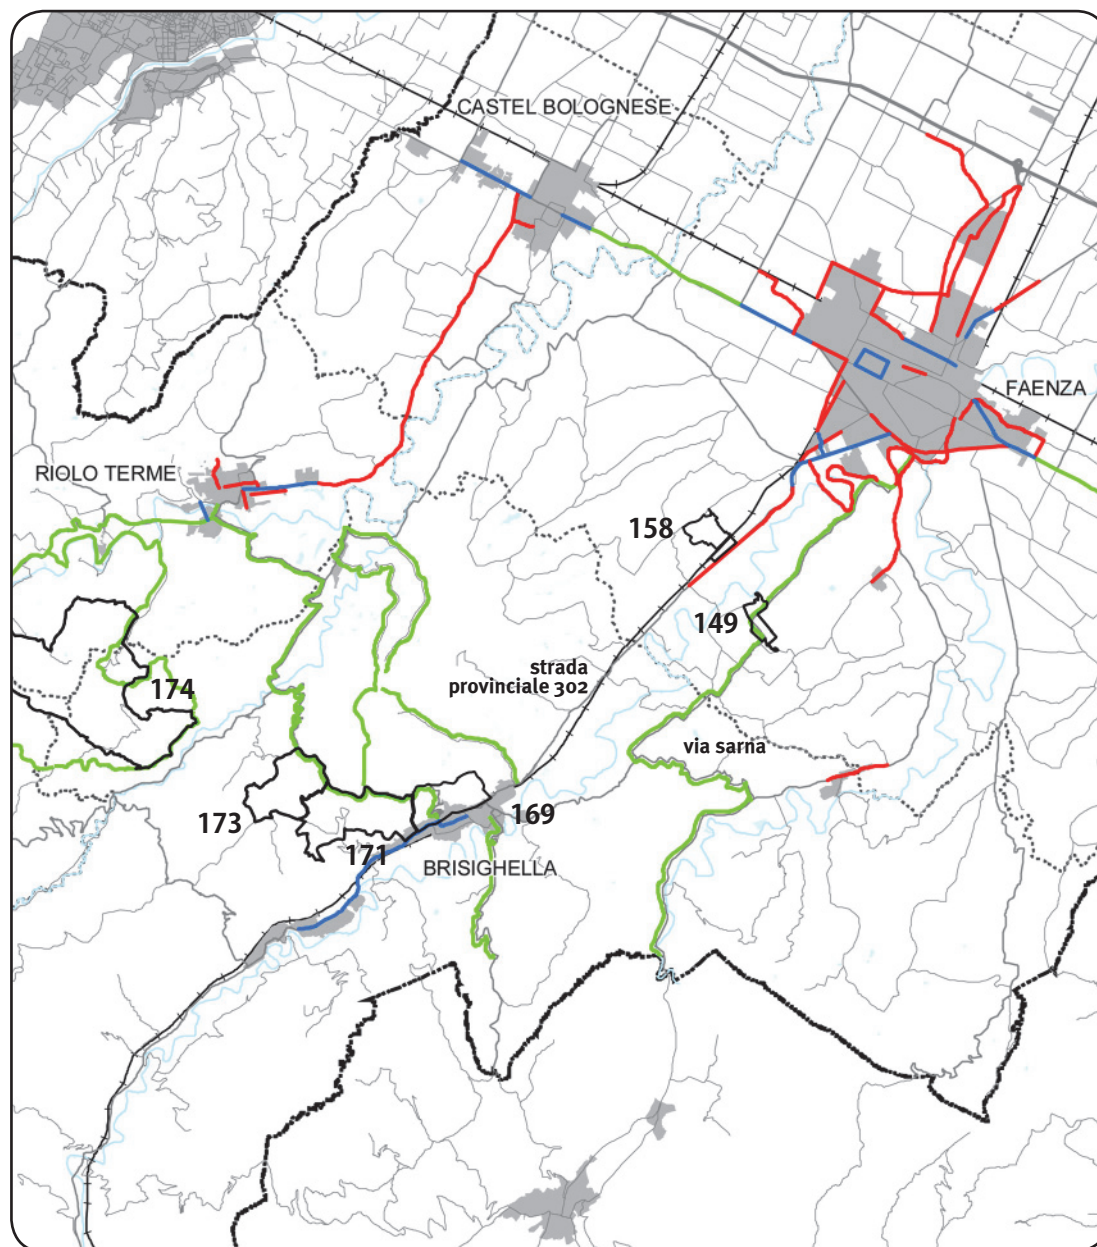 CASTEL BOLOGNESE
FAENZA
RIOLO TERME
158
149
strada
provinciale 302
174
via sarna
173
169
171
BRISIGHELLA